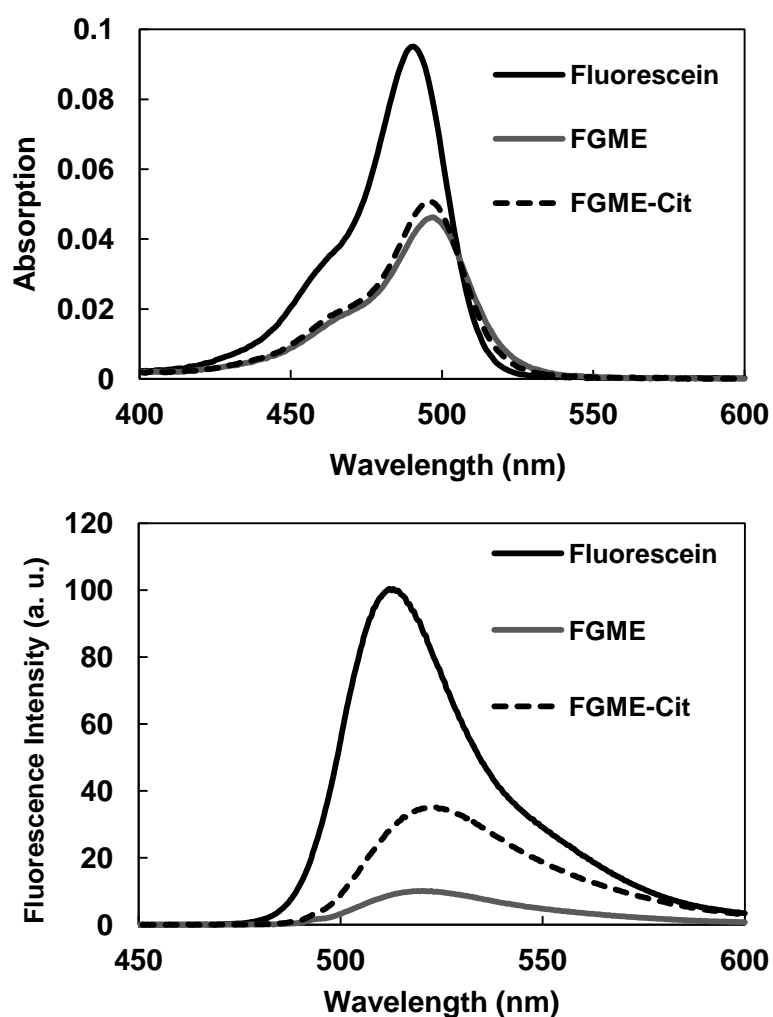 0.1
0.08
0.06
0.04
0.02
0
Absorption
Fluorescein
FGME
FGME-Cit
400 450 500 550 600
Wavelength (nm)
120
100
80
60
40
20
0
Fluorescence Intensity (a. u.)
Fluorescein
FGME
FGME-Cit
450 500 550 600
Wavelength (nm)